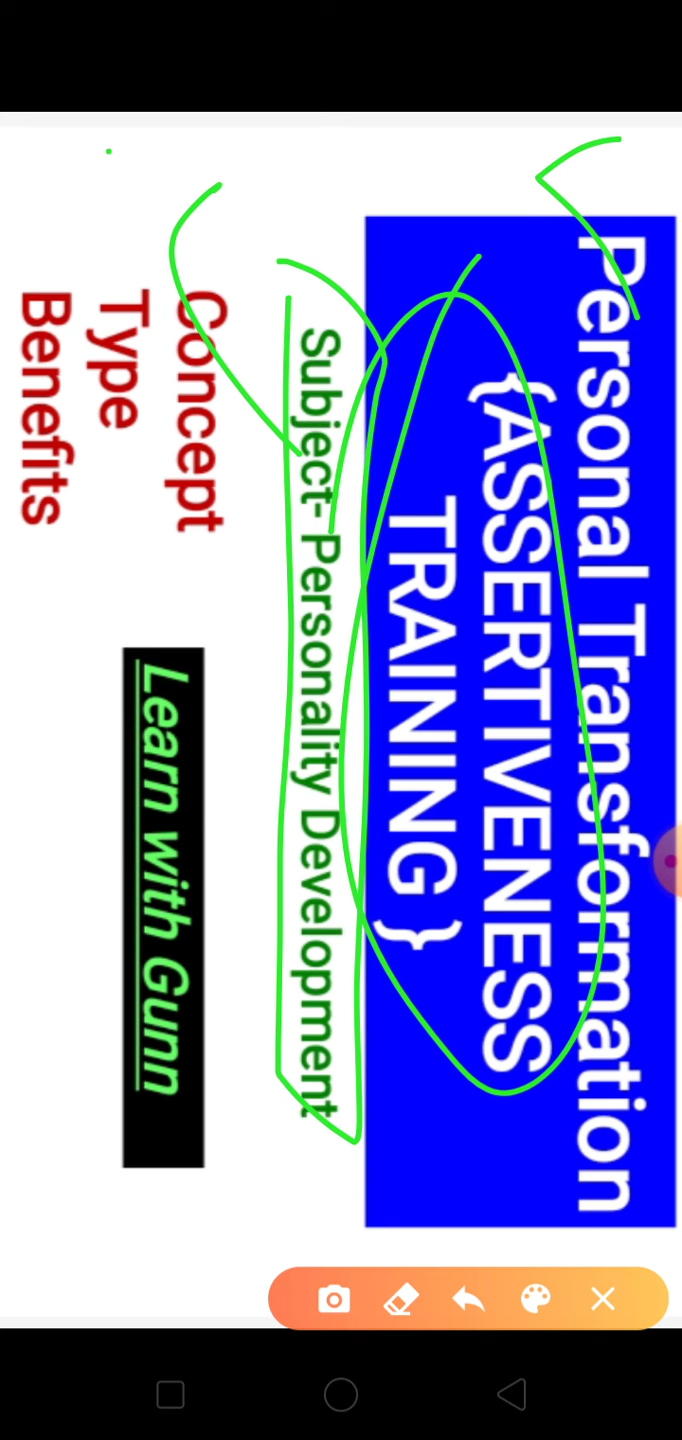 Personal Transformation
{ASSERTIVENESS
TRAINING }
Subject- Personality Development
Concept
Type
Benefits
Learn with Gunn